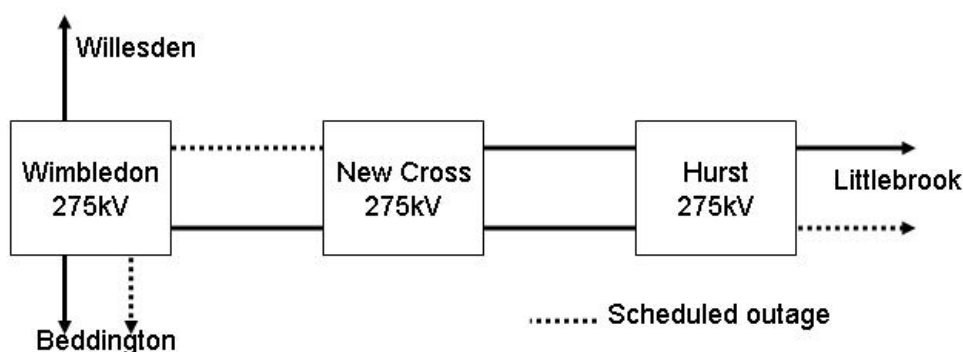 Willesden
Wimbledon
275kV
New Cross
275kV
Hurst
275kV
Littlebrook
Beddington
Scheduled outage